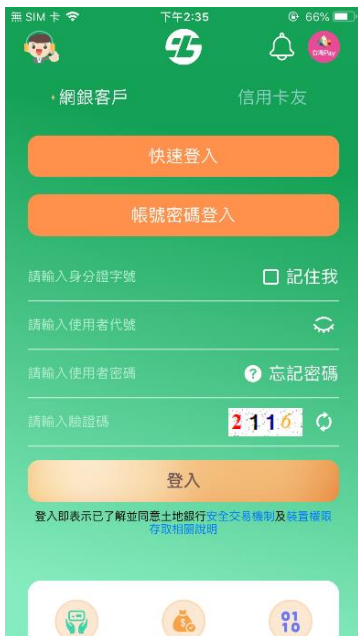 無 SIM 卡 下午2:35 66%
台灣Pay
網銀客戶 信用卡友
快速登入
帳號密碼登入
請輸入身分證字號 記住我
請輸入使用者代號
請輸入使用者密碼 ? 忘記密碼
請輸入驗證碼 2116
登入
登入即表示已了解並同意土地銀行安全交易機制及裝置權限
存取相關說明
01
10